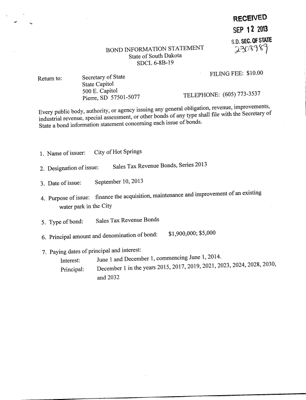 RECEIVED
SEP 12 2013
S.D. SEC. OF STATE
BOND INFORMATION STATEMENT
State of South Dakota
SDCL 6-8B-19
FILING FEE: $10.00
Return to: Secretary of State
State Capitol
500 E. Capitol
Pierre, SD 57501-5077
TELEPHONE: (605) 773-3537
Every public body, authority, or agency issuing any general obligation, revenue, improvements,
industrial revenue, special assessment, or other bonds of any type shall file with the Secretary of
State a bond information statement concerning each issue of bonds.
1. Name of issuer: City of Hot Springs
2. Designation of issue: Sales Tax Revenue Bonds, Series 2013
3. Date of issue: September 10, 2013
4. Purpose of issue: finance the acquisition, maintenance and improvement of an existing
water park in the City
5. Type of bond: Sales Tax Revenue Bonds
6. Principal amount and denomination of bond: $1,900,000; $5,000
7. Paying dates of principal and interest:
Interest: June 1 and December 1, commencing June 1, 2014.
Principal: December 1 in the years 2015, 2017, 2019, 2021, 2023, 2024, 2028, 2030,
and 2032